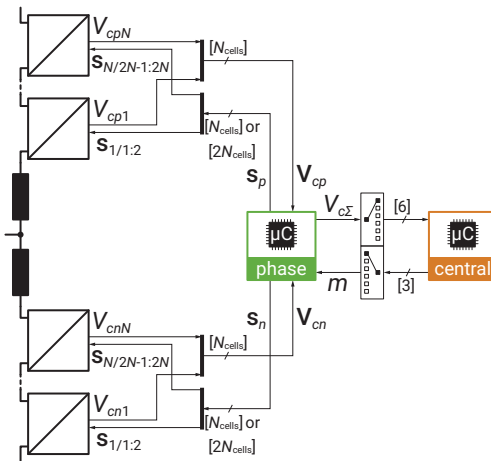 V_cpN
S_N/2N-1:2N
[N_cells]
V_cp1
S_1/1:2
[N_cells] or
[2N_cells]
S_p
V_cp
V_cΣ
[6]
µC
phase
µC
central
m
[3]
S_n
V_cn
V_cnN
S_N/2N-1:2N
[N_cells]
V_cn1
S_1/1:2
[N_cells] or
[2N_cells]